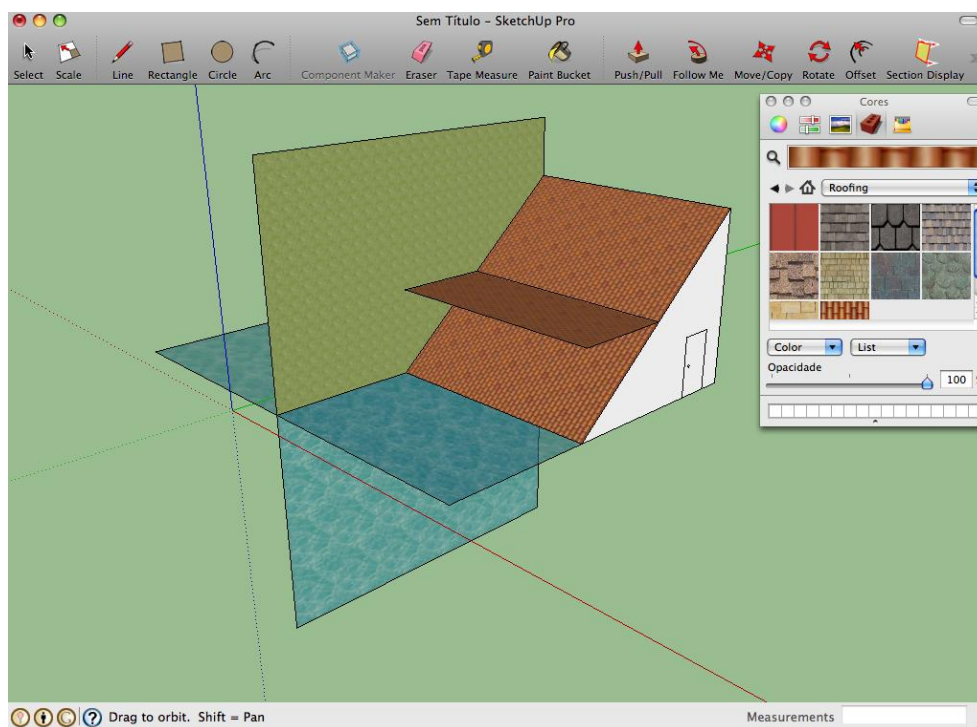 Sem Título – SketchUp Pro
Select Scale Line Rectangle Circle Arc Component Maker Eraser Tape Measure Paint Bucket Push/Pull Follow Me Move/Copy Rotate Offset Section Display
Cores
Roofing
Color List
Opacidade
100
Drag to orbit. Shift = Pan Measurements